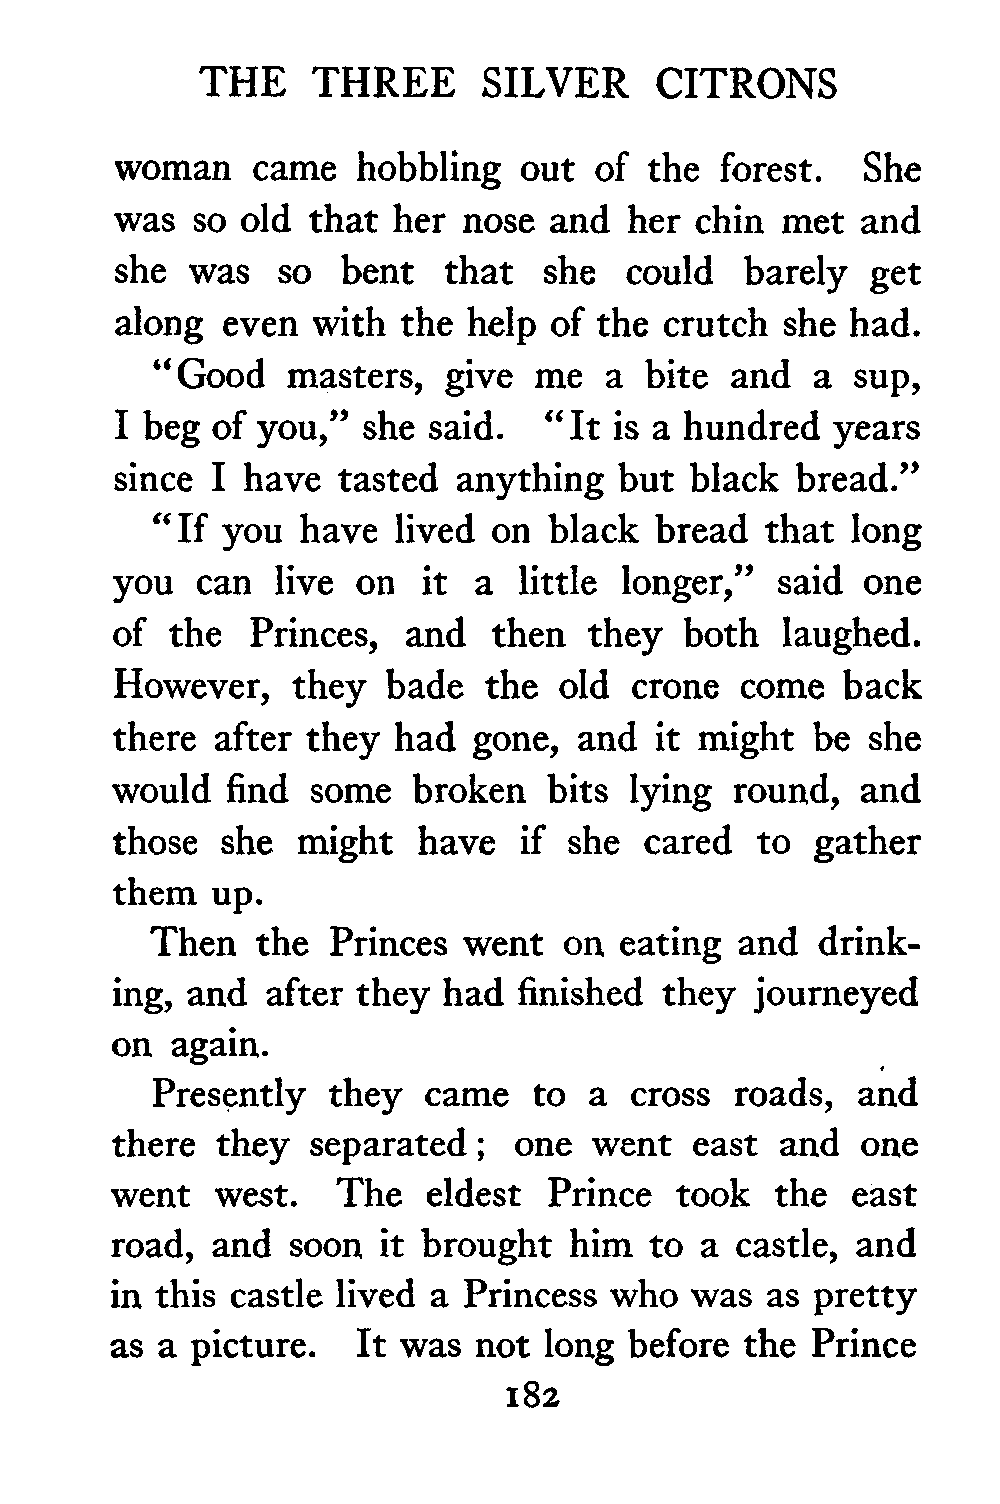 THE THREE SILVER CITRONS
woman came hobbling out of the forest. She
was so old that her nose and her chin met and
she was so bent that she could barely get
along even with the help of the crutch she had.
“Good masters, give me a bite and a sup,
I beg of you,” she said. “It is a hundred years
since I have tasted anything but black bread.”
“If you have lived on black bread that long
you can live on it a little longer,” said one
of the Princes, and then they both laughed.
However, they bade the old crone come back
there after they had gone, and it might be she
would find some broken bits lying round, and
those she might have if she cared to gather
them up.
Then the Princes went on eating and drink-
ing, and after they had finished they journeyed
on again.
Presently they came to a cross roads, and
there they separated; one went east and one
went west. The eldest Prince took the east
road, and soon it brought him to a castle, and
in this castle lived a Princess who was as pretty
as a picture. It was not long before the Prince
182